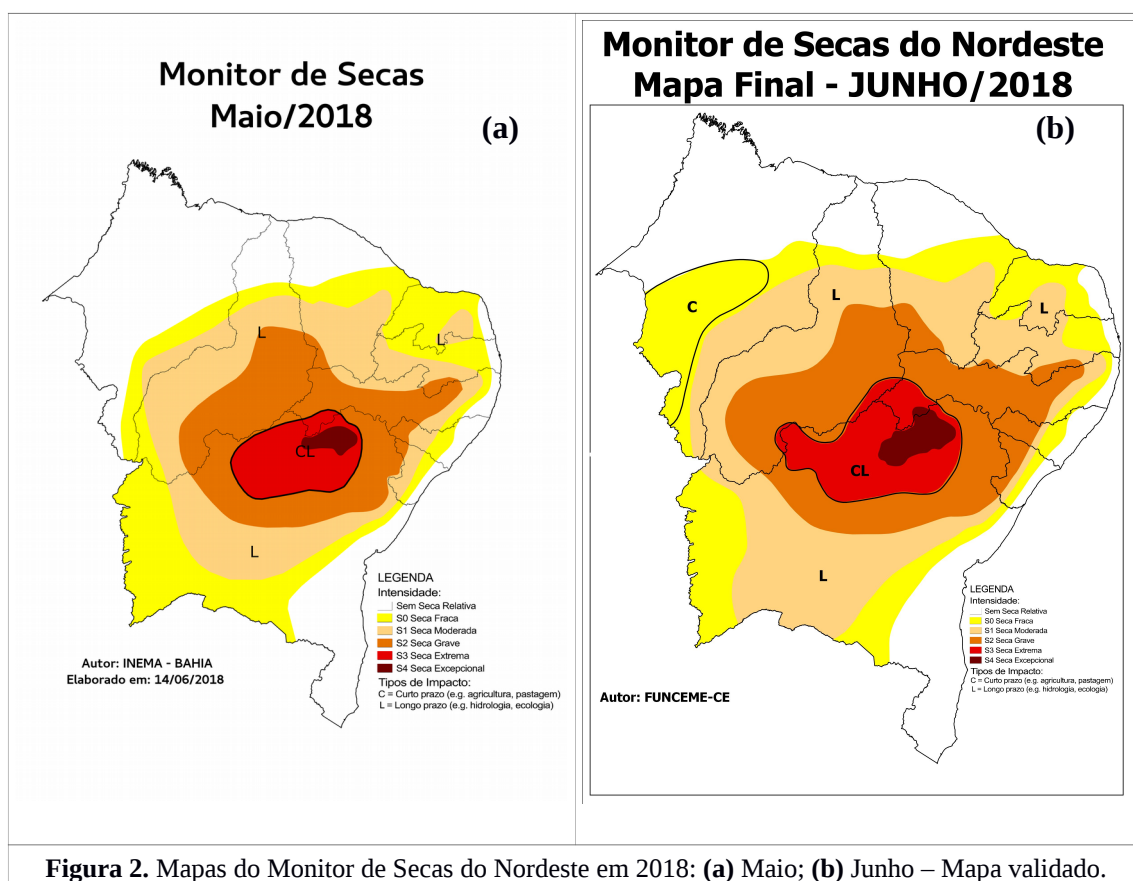 Monitor de Secas
Maio/2018
(a)
L
L
CL
L
LEGENDA
Intensidade:
Sem Seca Relativa
S0 Seca Fraca
S1 Seca Moderada
S2 Seca Grave
S3 Seca Extrema
S4 Seca Excepcional
Tipos de Impacto:
C = Curto prazo (e.g. agricultura, pastagem)
L = Longo prazo (e.g. hidrologia, ecologia)
Autor: INEMA - BAHIA
Elaborado em: 14/06/2018
Monitor de Secas do Nordeste
Mapa Final - JUNHO/2018
(b)
C
L
L
CL
L
LEGENDA
Intensidade:
Sem Seca Relativa
S0 Seca Fraca
S1 Seca Moderada
S2 Seca Grave
S3 Seca Extrema
S4 Seca Excepcional
Tipos de Impacto:
C = Curto prazo (e.g. agricultura, pastagem)
L = Longo prazo (e.g. hidrologia, ecologia)
Autor: FUNCEME-CE
Figura 2. Mapas do Monitor de Secas do Nordeste em 2018: (a) Maio; (b) Junho – Mapa validado.